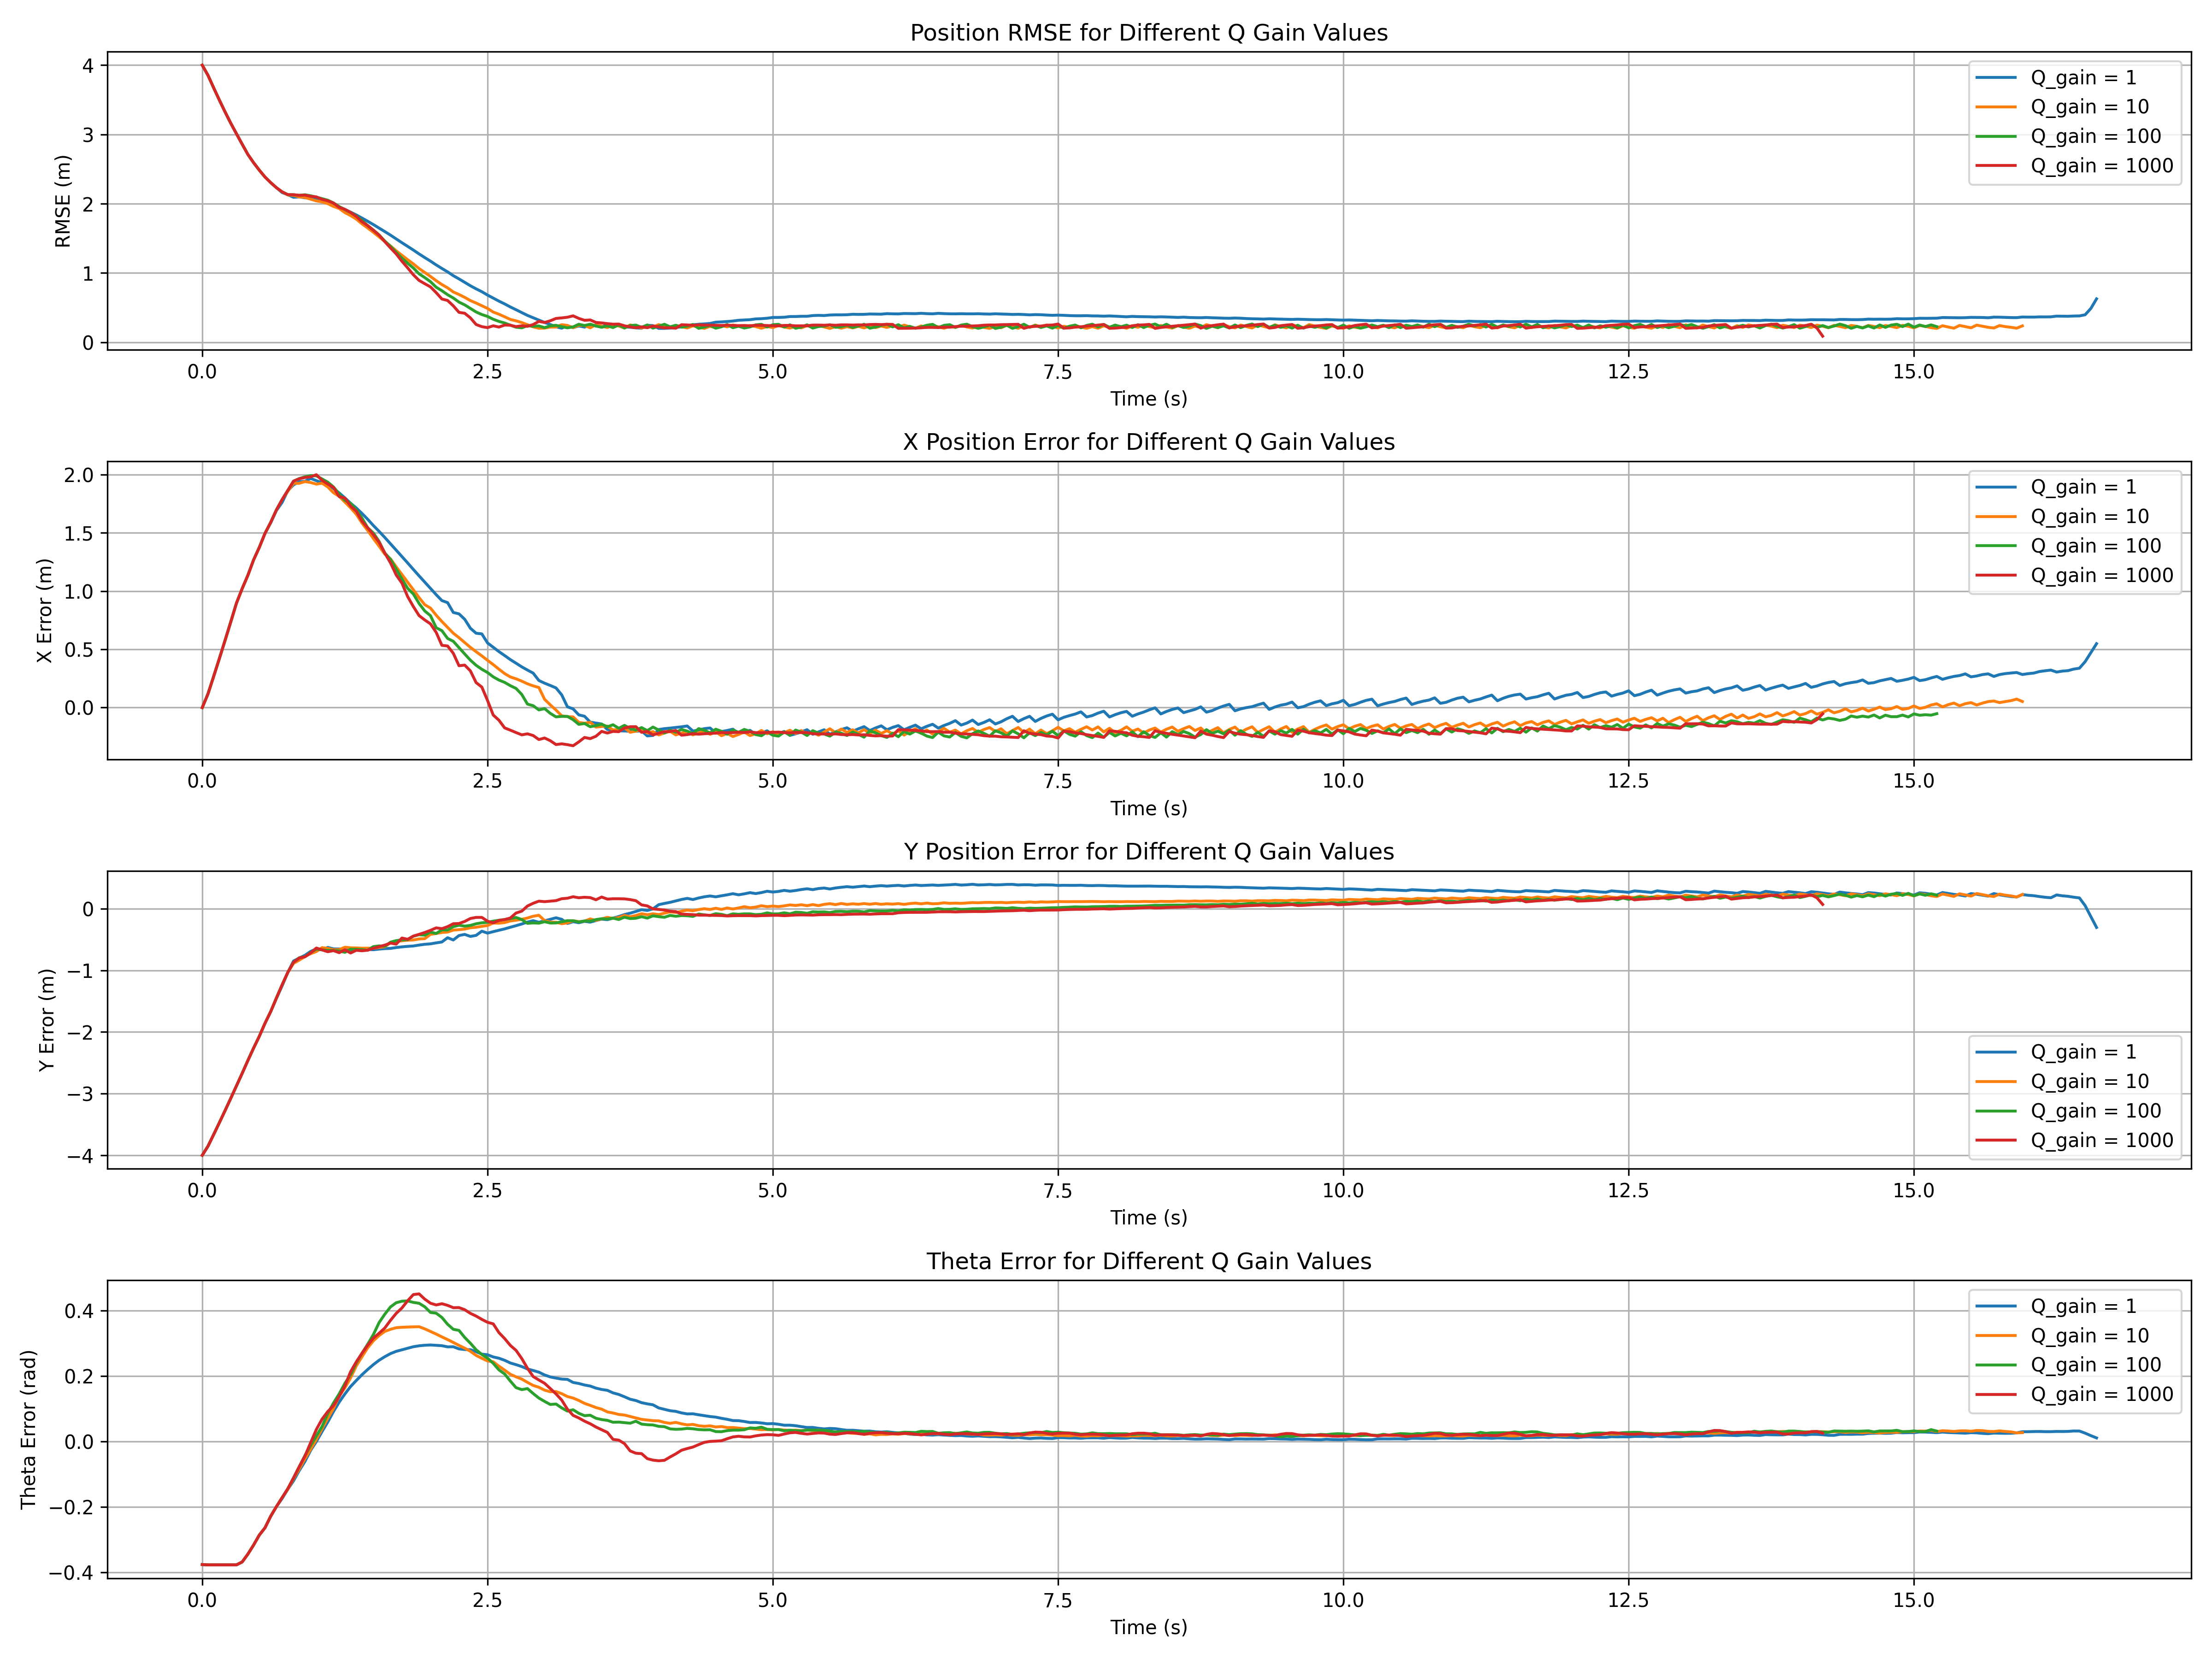 Position RMSE for Different Q Gain Values
4
3
2
1
0
RMSE (m)
Q_gain = 1
Q_gain = 10
Q_gain = 100
Q_gain = 1000
0.0 2.5 5.0 7.5 10.0 12.5 15.0
Time (s)
X Position Error for Different Q Gain Values
2.0
1.5
1.0
0.5
0.0
X Error (m)
Q_gain = 1
Q_gain = 10
Q_gain = 100
Q_gain = 1000
0.0 2.5 5.0 7.5 10.0 12.5 15.0
Time (s)
Y Position Error for Different Q Gain Values
0
−1
−2
−3
−4
Y Error (m)
Q_gain = 1
Q_gain = 10
Q_gain = 100
Q_gain = 1000
0.0 2.5 5.0 7.5 10.0 12.5 15.0
Time (s)
Theta Error for Different Q Gain Values
0.4
0.2
0.0
−0.2
−0.4
Theta Error (rad)
Q_gain = 1
Q_gain = 10
Q_gain = 100
Q_gain = 1000
0.0 2.5 5.0 7.5 10.0 12.5 15.0
Time (s)